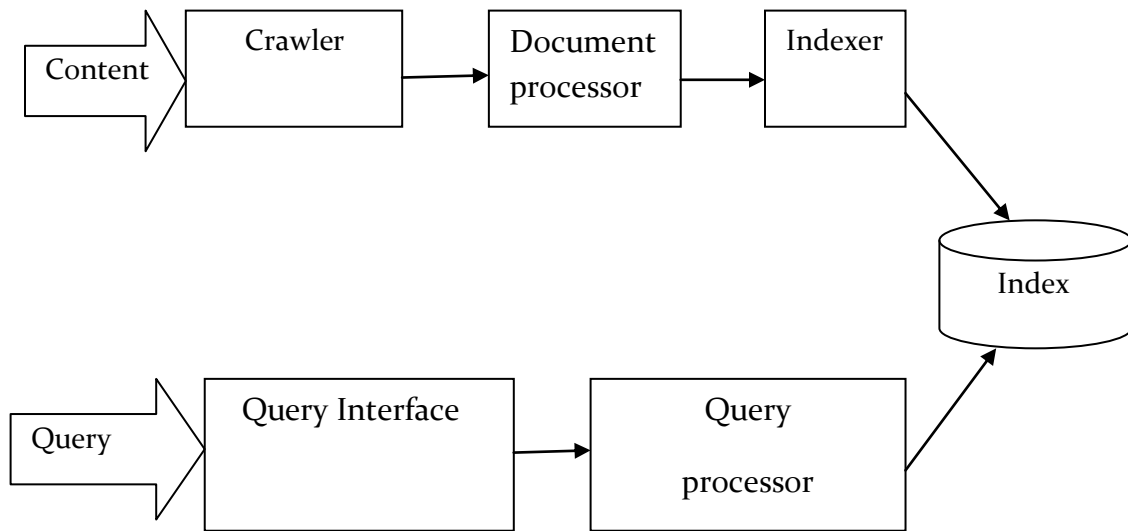 Content
Crawler
Document
processor
Indexer
Index
Query
Query Interface
Query
processor